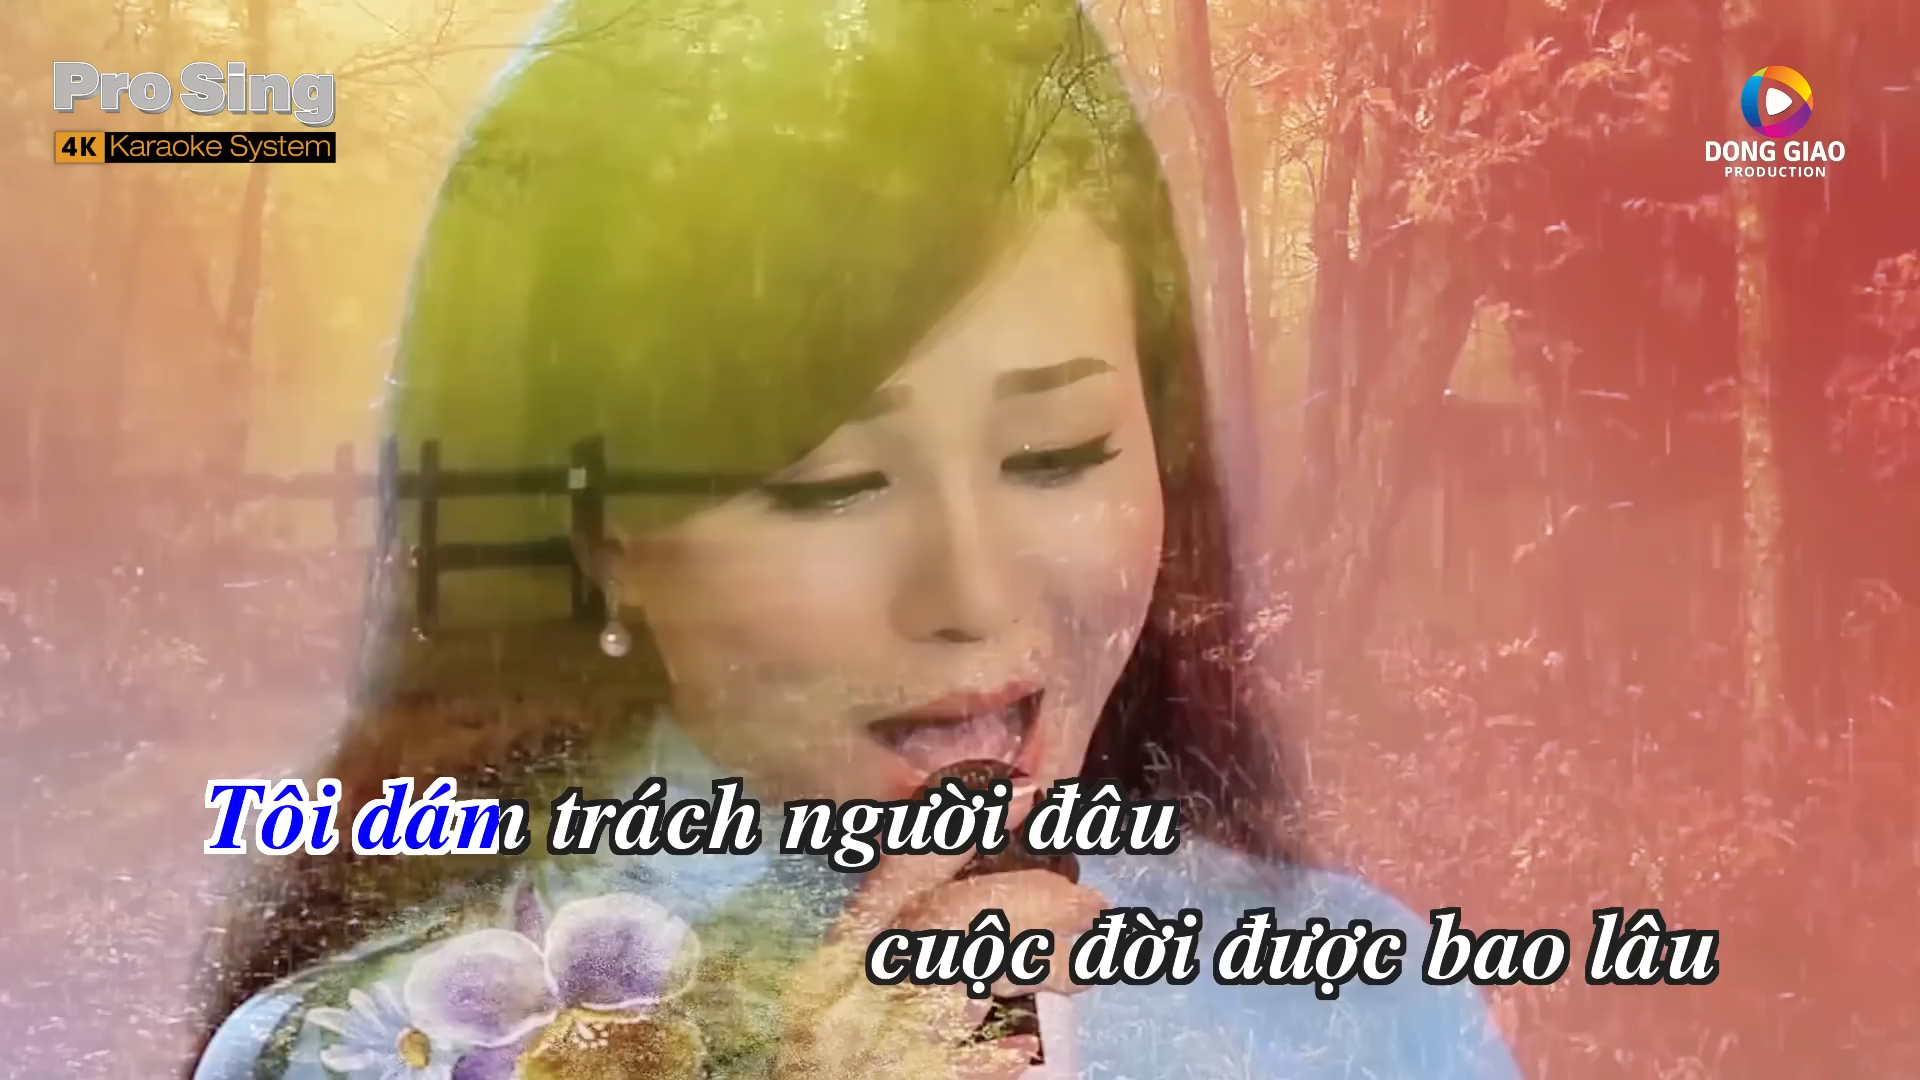 Pro Sing
4K Karaoke System
DONG GIAO
PRODUCTION
Tôi dám trách người đâu
cuộc đời được bao lâu